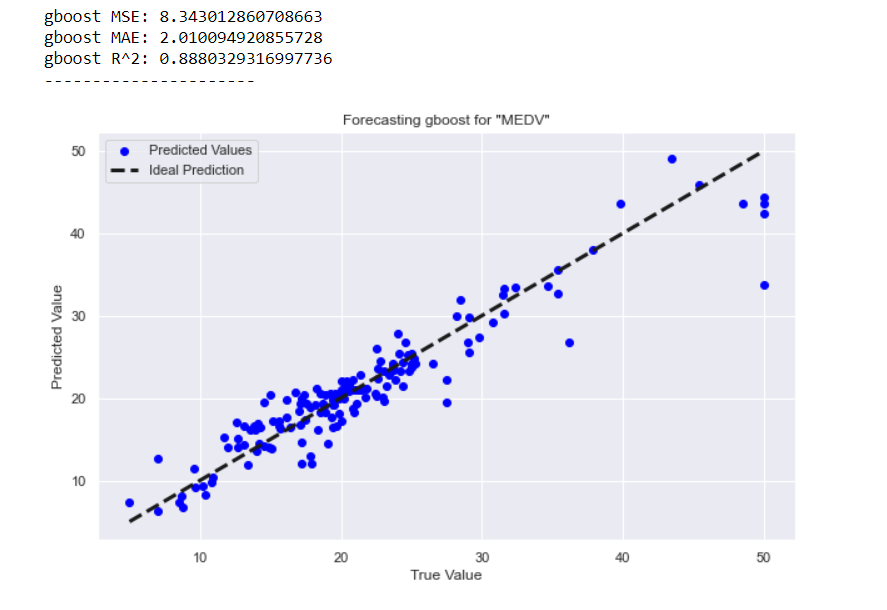 gboost MSE: 8.343012860708663
gboost MAE: 2.010094920855728
gboost R^2: 0.8880329316997736
----------------------
Forecasting gboost for "MEDV"
Predicted Values
Ideal Prediction
Predicted Value
50
40
30
20
10
10 20 30 40 50
True Value